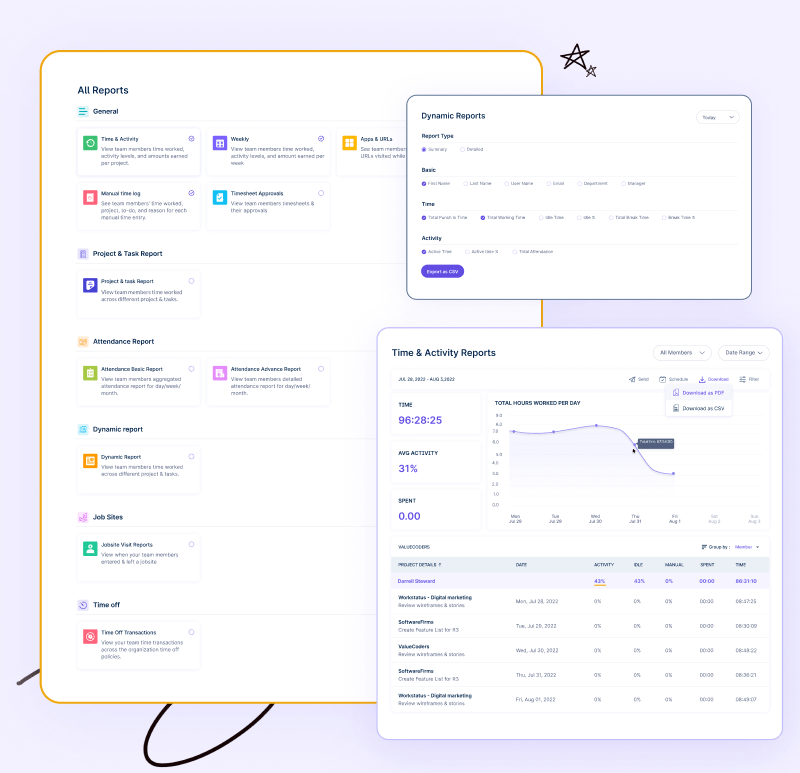 All Reports
General
Time & Activity
View team members time worked, activity levels, and amounts earned per project.
Weekly
View team members time worked, activity levels, and amount earned per week
Apps & URLs
See team members
URLs visited while
Manual time log
See team members' time worked, project, to-do, and reason for each manual time entry.
Timesheet Approvals
View team members timesheets & their approvals
Project & Task Report
Project & task Report
View team members time worked across different project & tasks.
Attendance Report
Attendance Basic Report
View team members aggregated attendance report for day/week/ month.
Attendance Advance Report
View team members detailed attendance report for day/week/ month.
Dynamic report
Dynamic Report
View team members time worked across different project & tasks.
Job Sites
Jobsite Visit Reports
View when your team members entered & left a jobsite
Time off
Time Off Transactions
View your team time transactions across the organization time off policies.
Dynamic Reports
Today
Report Type
Summary Detailed
Basic
First Name Last Name User Name Email Department Manager
Time
Total Punch in Time Total Working Time Idle Time Idle % Total Break Time Break Time %
Activity
Active Time Active time % Total Attendance
Export as CSV
Time & Activity Reports
All Members
Date Range
JUL 28, 2022 - AUG 3,2022
Send Schedule Download Filter
Download as PDF
Download as CSV
TIME
96:28:25
AVG ACTIVITY
31%
SPENT
0.00
TOTAL HOURS WORKED PER DAY
9.0
8.0
7.0
6.0
5.0
4.0
3.0
2.0
1.0
0.0
Mon, Jul 28
Tue, Jul 29
Wed, Jul 30
Thu, Jul 31
Fri, Aug 1
Sat, Aug 2
Sun, Aug 3
VALUECODERS
Group by : Member
PROJECT DETAILS DATE ACTIVITY IDLE MANUAL SPENT TIME
Darrell Steward 43% 43% 0% 00:00 86:31:10
Workstatus - Digital marketing
Review wireframes & stories
Mon, Jul 28, 2022 0% 0% 0% 00:00 08:47:25
SoftwareFirms
Create Feature List for K3
Tue, Jul 29, 2022 0% 0% 0% 00:00 08:30:09
ValueCoders
Review wireframes & stories
Wed, Jul 30, 2022 0% 0% 0% 00:00 08:48:22
SoftwareFirms
Create Feature List for K3
Thu, Jul 31, 2022 0% 0% 0% 00:00 08:36:21
Workstatus - Digital marketing
Review wireframes & stories
Fri, Aug 01, 2022 0% 0% 0% 00:00 08:49:07